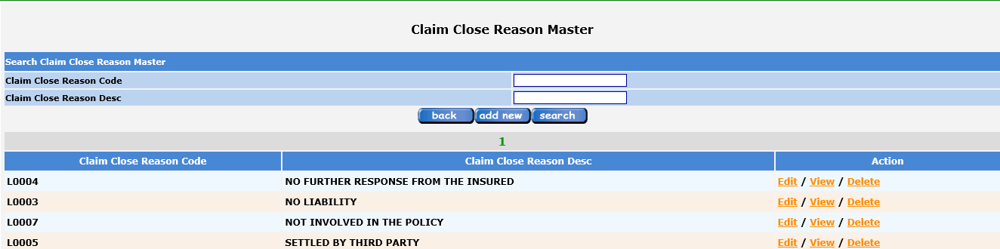 Claim Close Reason Master
Search Claim Close Reason Master
Claim Close Reason Code
Claim Close Reason Desc
back add new search
1
Claim Close Reason Code Claim Close Reason Desc Action
L0004 NO FURTHER RESPONSE FROM THE INSURED Edit / View / Delete
L0003 NO LIABILITY Edit / View / Delete
L0007 NOT INVOLVED IN THE POLICY Edit / View / Delete
L0005 SETTLED BY THIRD PARTY Edit / View / Delete